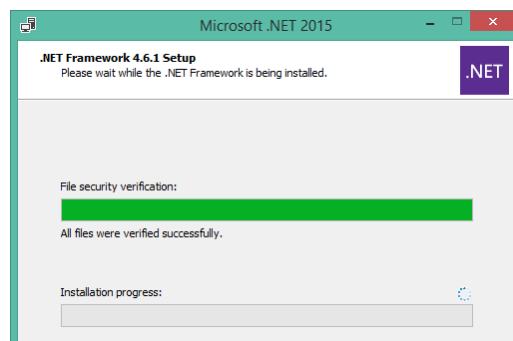 Microsoft .NET 2015
.NET Framework 4.6.1 Setup
Please wait while the .NET Framework is being installed.
.NET
File security verification:
All files were verified successfully.
Installation progress: